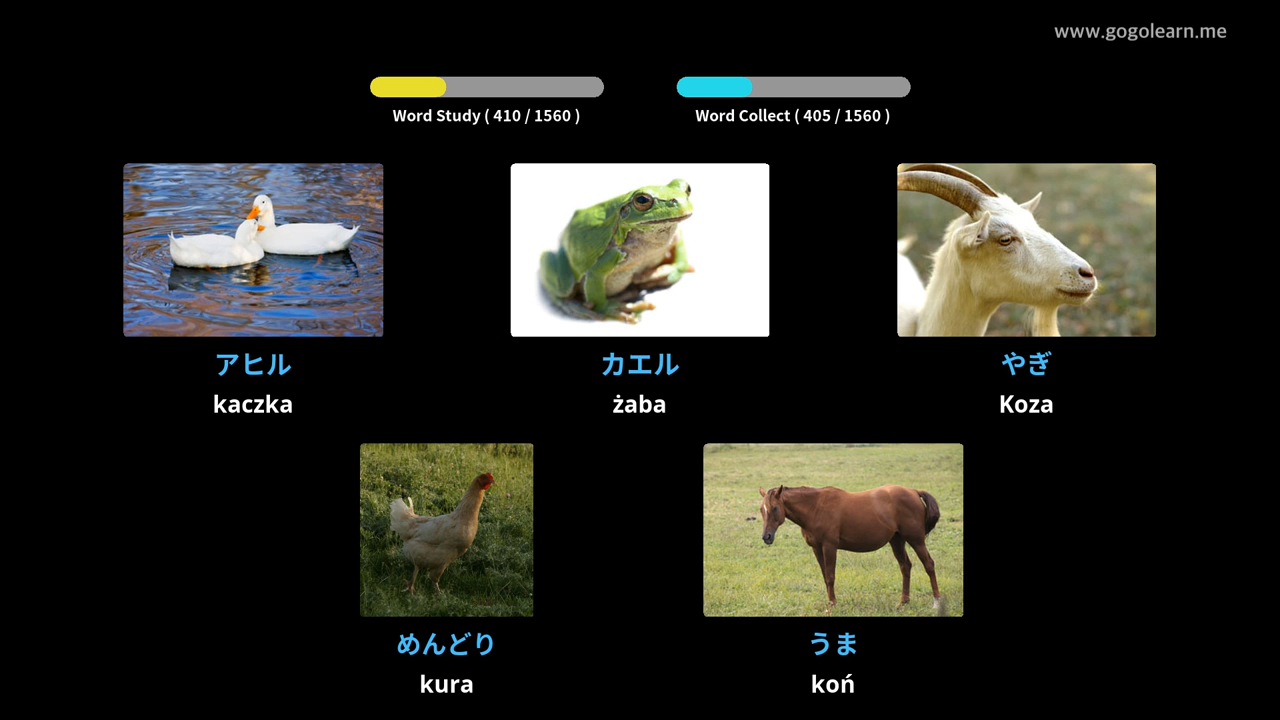 www.gogolearn.me
Word Study ( 410 / 1560 )
Word Collect ( 405 / 1560 )
アヒル
kaczka
カエル
żaba
やぎ
Koza
めんどり
kura
うま
koń